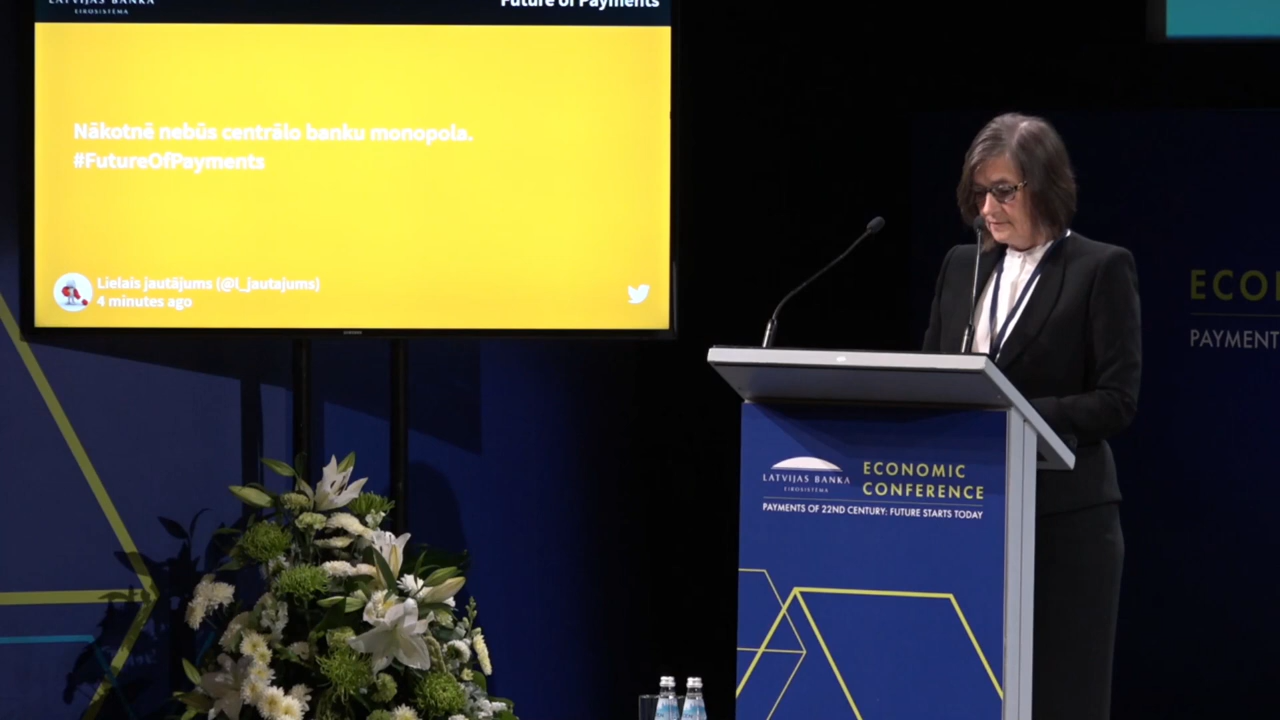 LATVIJAS BANKA
EIROSISTĒMA
Future of Payments
Nākotnē nebūs centrālo banku monopola.
#FutureOfPayments
Lielais jautājums (@l_jautajums)
4 minutes ago
LATVIJAS BANKA
EIROSISTĒMA
ECONOMIC
CONFERENCE
PAYMENTS OF 22ND CENTURY: FUTURE STARTS TODAY
ECO
PAYMENT